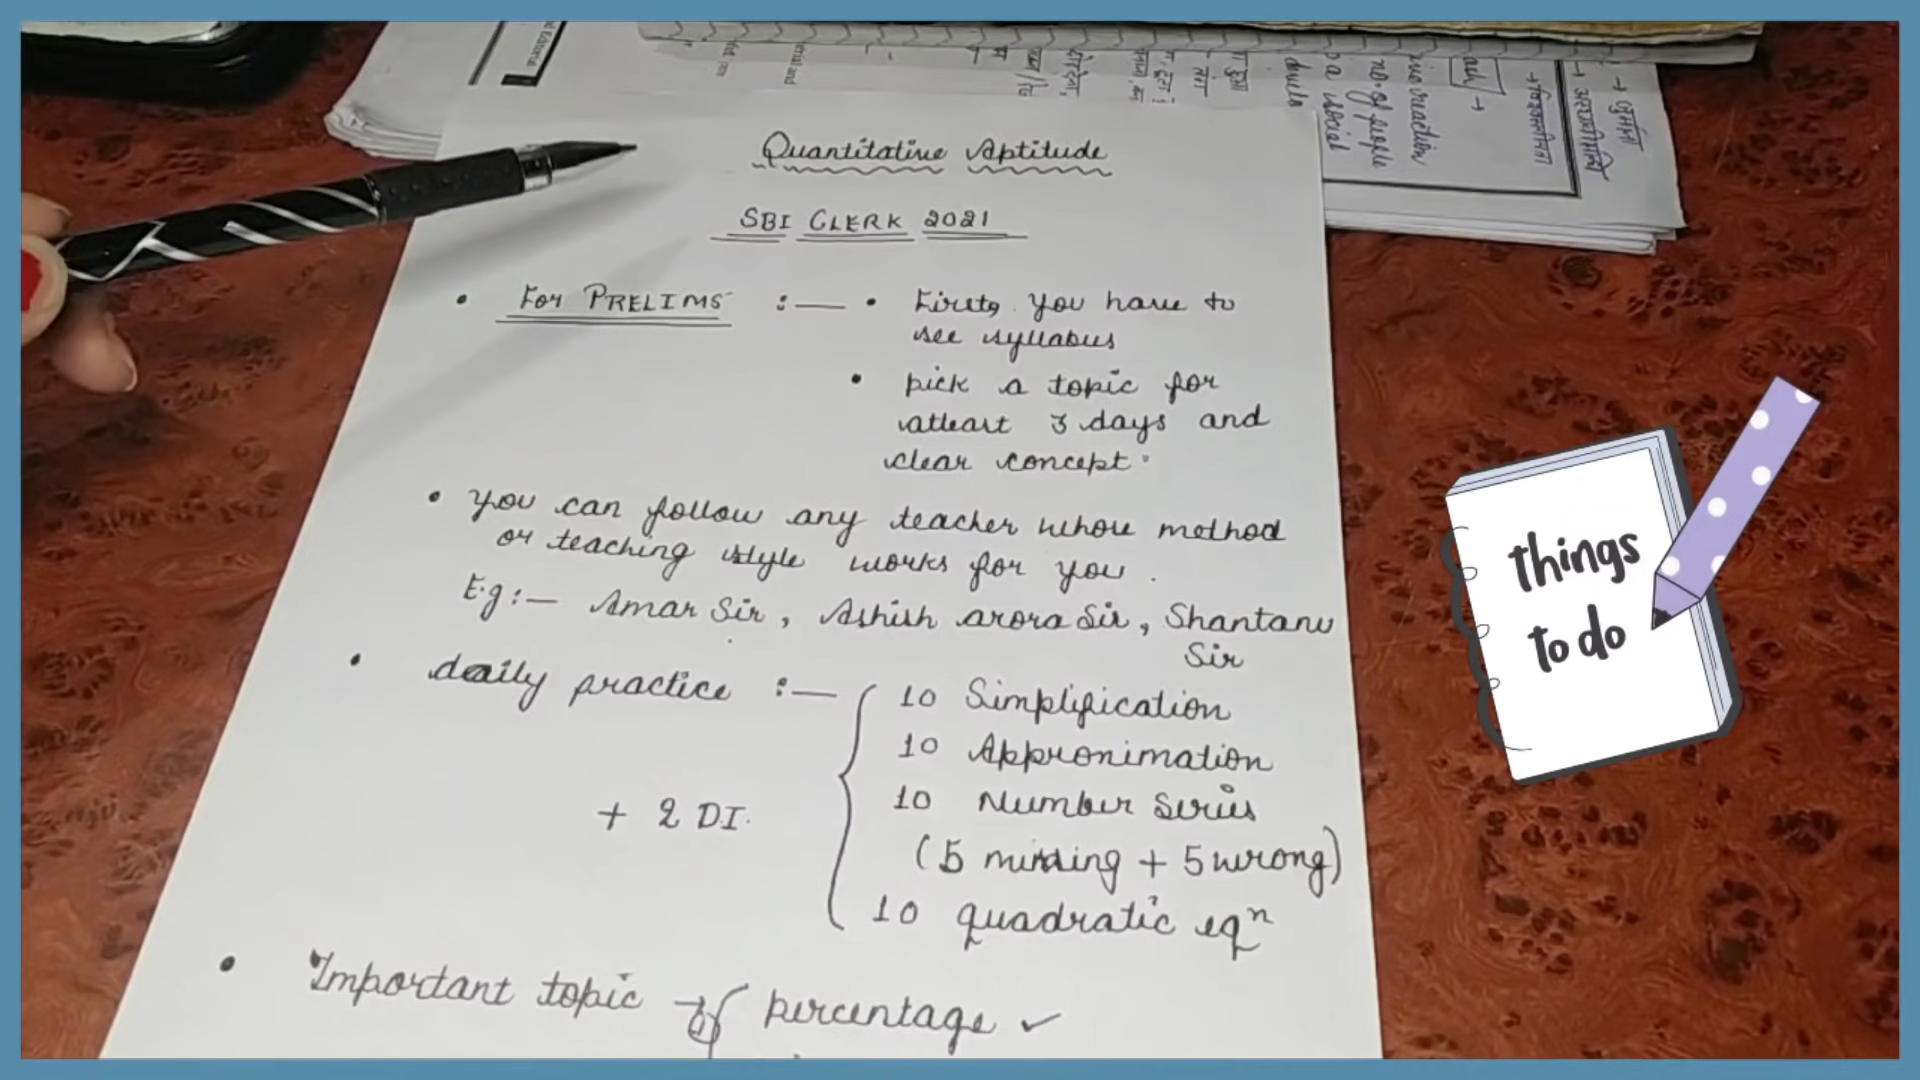 Quantitative Aptitude
SBI CLERK 2021
• For PRELIMS :— • Firstly you have to
see syllabus
• pick a topic for
atleast 3 days and
clear concept.
• you can follow any teacher whose method
or teaching style works for you.
E.g:— Amar Sir, Ashish arora Sir, Shantanu
Sir
• daily practice :— { 10 Simplification
10 Approximation
+ 2 DI. 10 Number Series
(5 missing + 5 wrong)
10 quadratic eqⁿ
• Important topic → { percentage ✓
things
to do
no. of people
a social